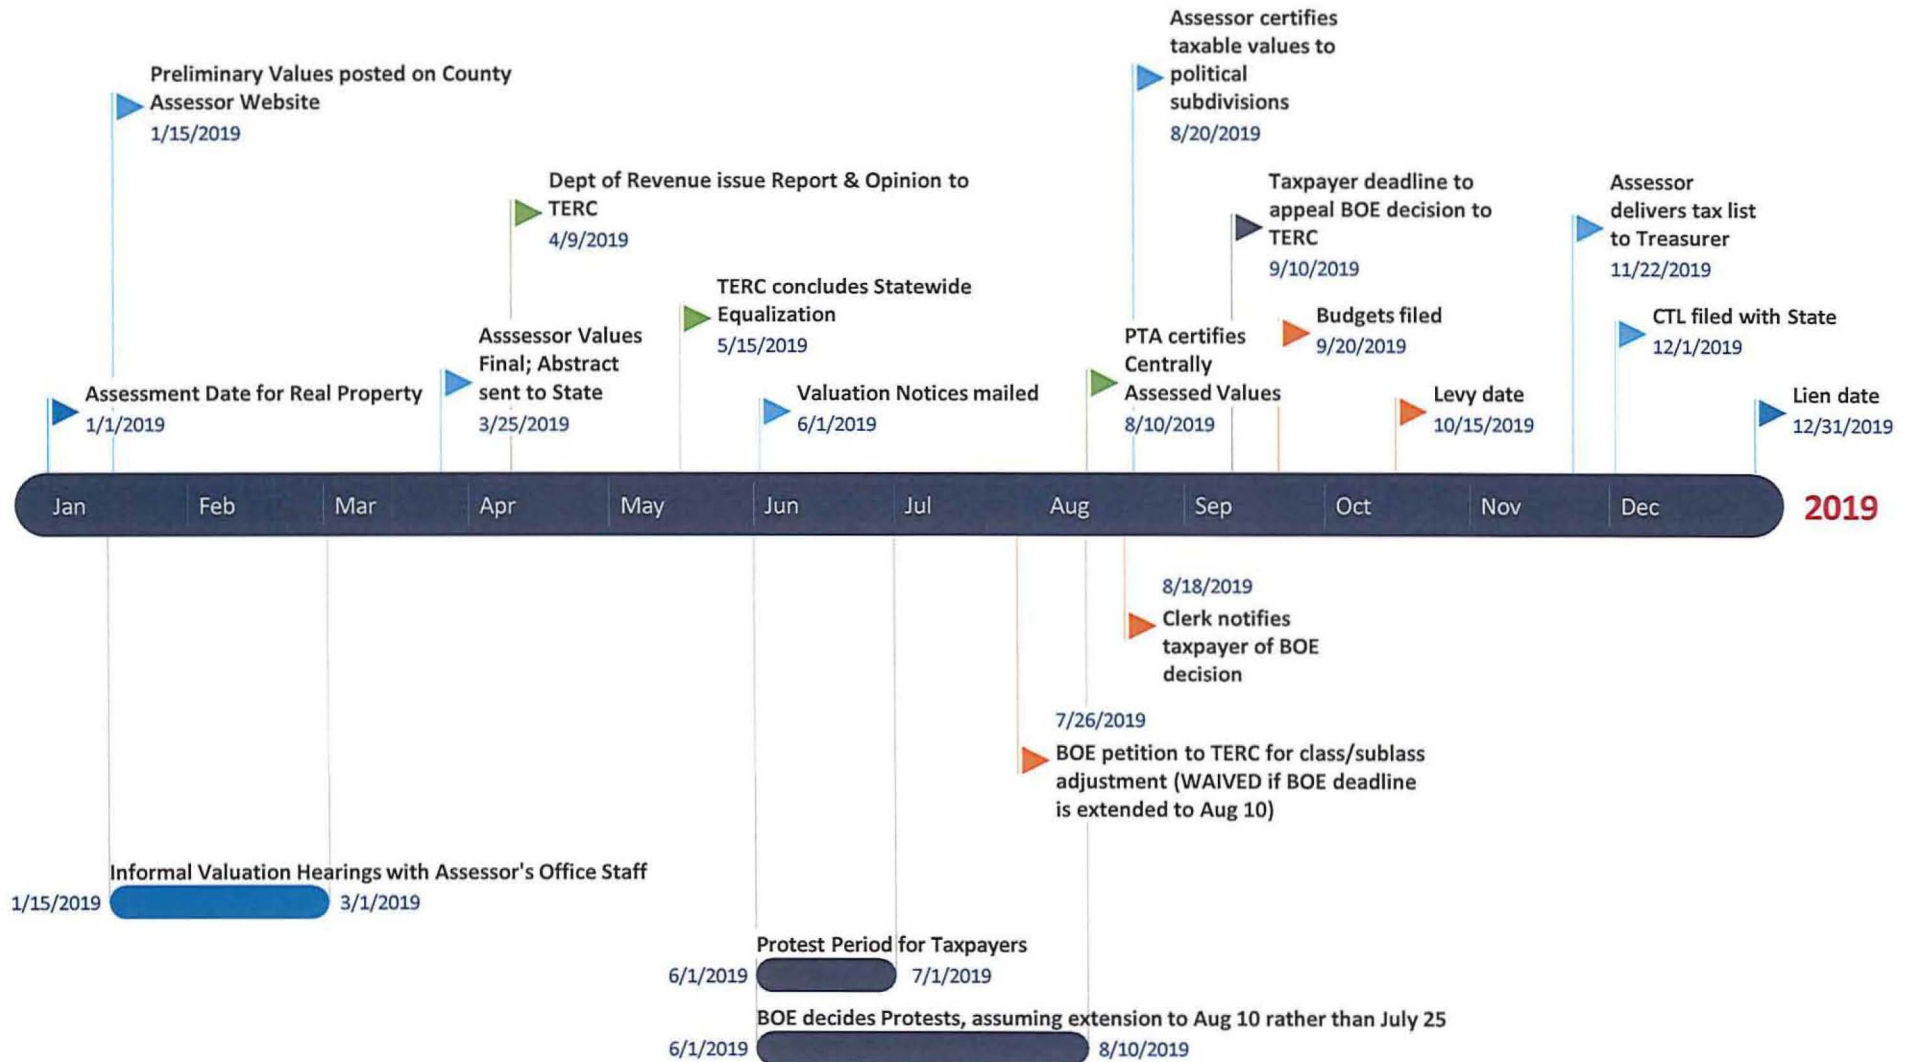 Assessor certifies
taxable values to
political
subdivisions
8/20/2019
Preliminary Values posted on County
Assessor Website
1/15/2019
Dept of Revenue issue Report & Opinion to
TERC
4/9/2019
Taxpayer deadline to
appeal BOE decision to
TERC
9/10/2019
Assessor
delivers tax list
to Treasurer
11/22/2019
TERC concludes Statewide
Equalization
5/15/2019
Budgets filed
9/20/2019
CTL filed with State
12/1/2019
Asssessor Values
Final; Abstract
sent to State
3/25/2019
PTA certifies
Centrally
Assessed Values
8/10/2019
Assessment Date for Real Property
1/1/2019
Valuation Notices mailed
6/1/2019
Levy date
10/15/2019
Lien date
12/31/2019
Jan Feb Mar Apr May Jun Jul Aug Sep Oct Nov Dec 2019
8/18/2019
Clerk notifies
taxpayer of BOE
decision
7/26/2019
BOE petition to TERC for class/sublass
adjustment (WAIVED if BOE deadline
is extended to Aug 10)
Informal Valuation Hearings with Assessor's Office Staff
1/15/2019 3/1/2019
Protest Period for Taxpayers
6/1/2019 7/1/2019
BOE decides Protests, assuming extension to Aug 10 rather than July 25
6/1/2019 8/10/2019